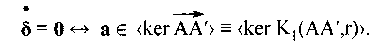 δ̇ = 0 ↔ a ∈ ‹ker A͞A͞′⃗› ≡ ‹ker K₁(AA′,r)›.